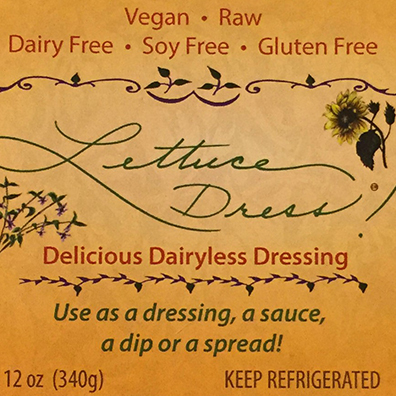 Vegan • Raw
Dairy Free • Soy Free • Gluten Free
Lettuce
Dress!
®
Delicious Dairyless Dressing
Use as a dressing, a sauce,
a dip or a spread!
12 oz (340g) KEEP REFRIGERATED